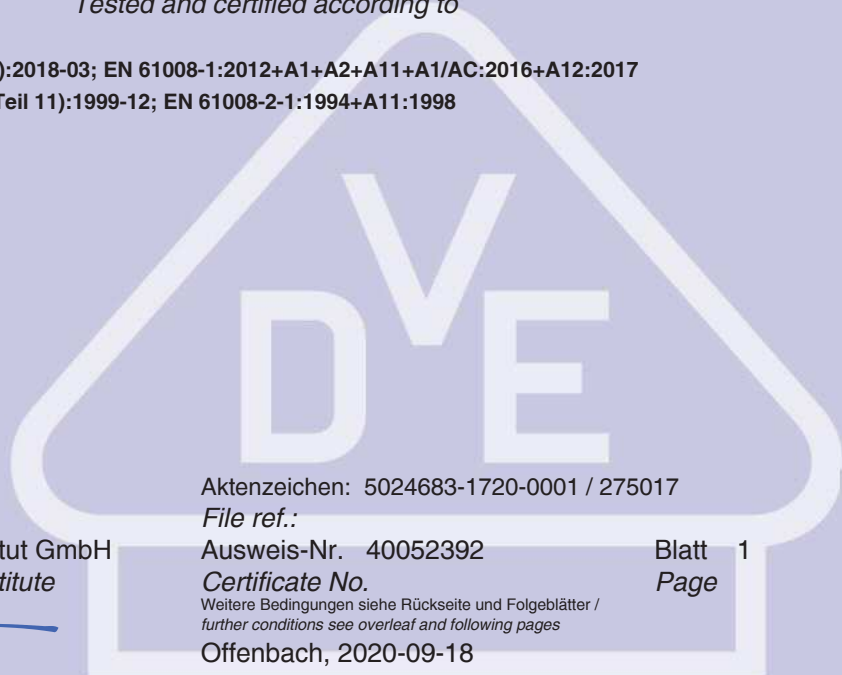 Tested and certified according to
):2018-03; EN 61008-1:2012+A1+A2+A11+A1/AC:2016+A12:2017
Teil 11):1999-12; EN 61008-2-1:1994+A11:1998
VDE
Aktenzeichen: 5024683-1720-0001 / 275017
File ref.:
tut GmbH Ausweis-Nr. 40052392 Blatt 1
titute Certificate No. Page
Weitere Bedingungen siehe Rückseite und Folgeblätter /
further conditions see overleaf and following pages
Offenbach, 2020-09-18